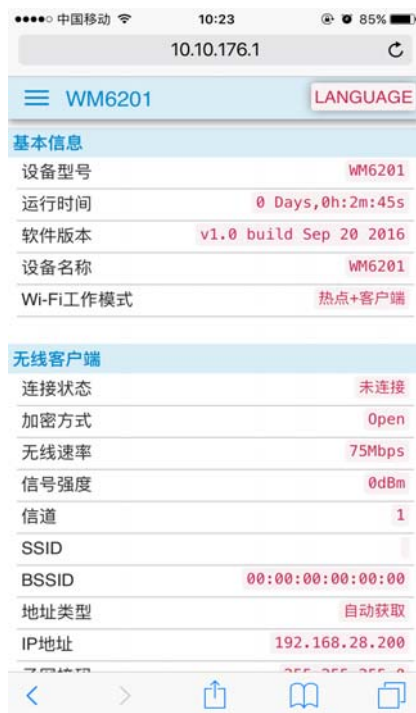 中国移动 10:23 85%
10.10.176.1
WM6201 LANGUAGE
基本信息
设备型号 WM6201
运行时间 0 Days,0h:2m:45s
软件版本 v1.0 build Sep 20 2016
设备名称 WM6201
Wi-Fi工作模式 热点+客户端
无线客户端
连接状态 未连接
加密方式 Open
无线速率 75Mbps
信号强度 0dBm
信道 1
SSID
BSSID 00:00:00:00:00:00
地址类型 自动获取
IP地址 192.168.28.200